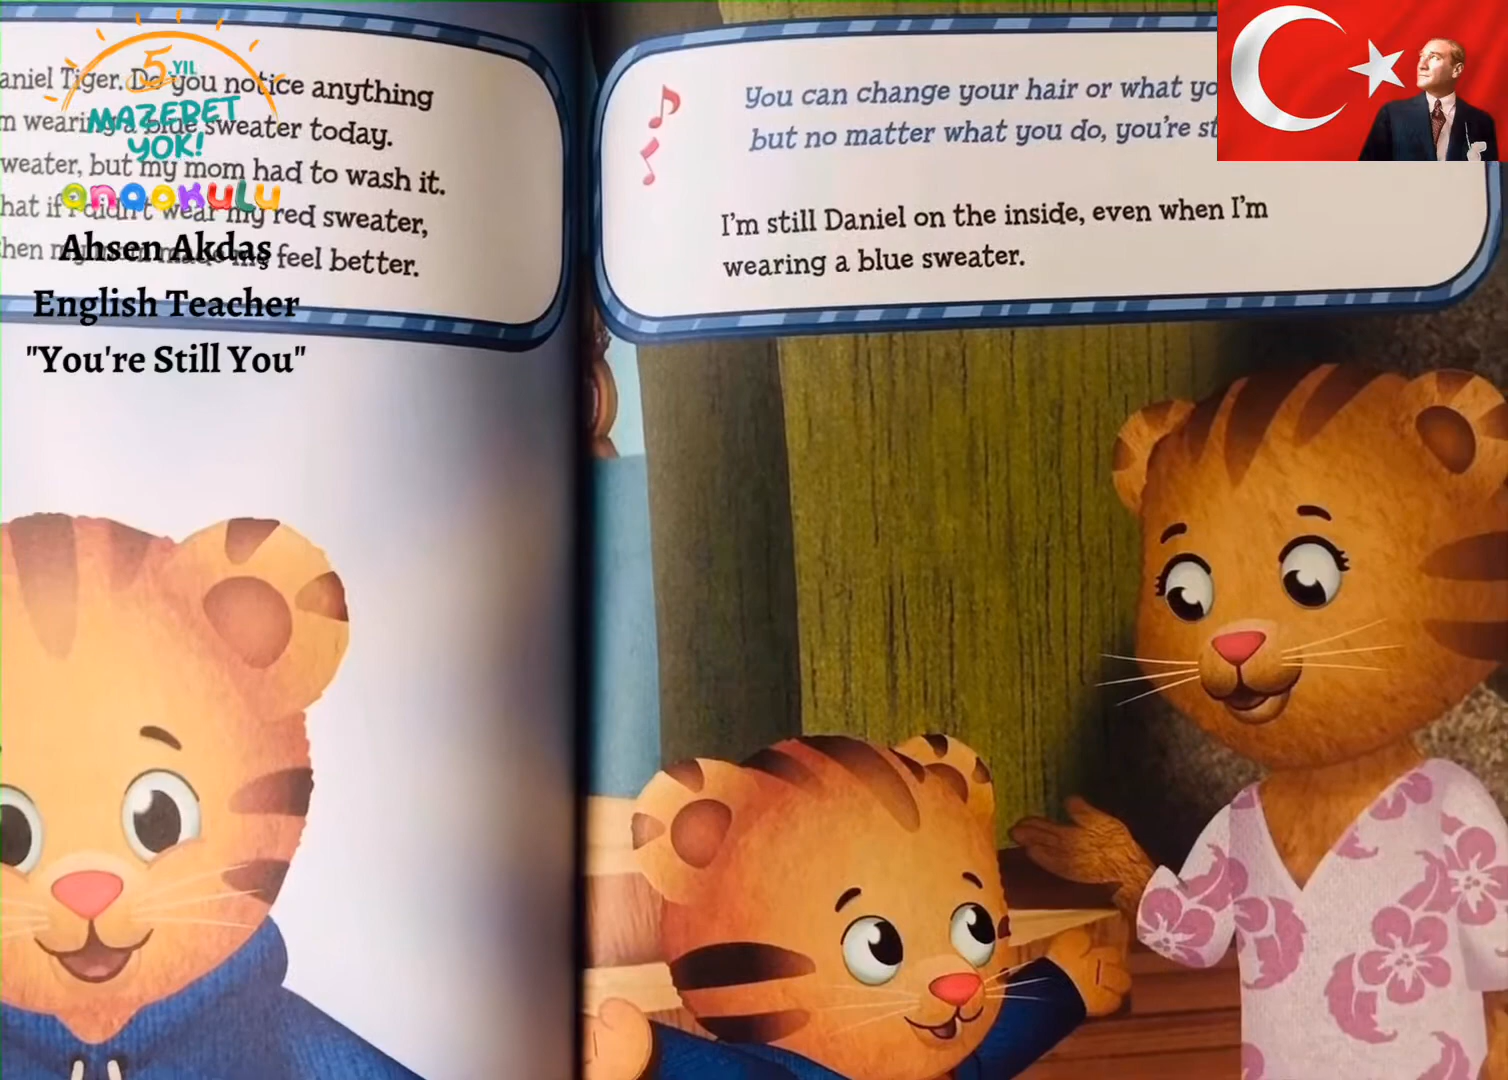 5.YIL
MAZERET
YOK!
anaokulu
Ahsen Akdaş
English Teacher
"You're Still You"
aniel Tiger. Do you notice anything
m wearing a blue sweater today.
weater, but my mom had to wash it.
hat if I didn't wear my red sweater,
hen my mom made me feel better.
You can change your hair or what yo
but no matter what you do, you're st
I'm still Daniel on the inside, even when I'm
wearing a blue sweater.